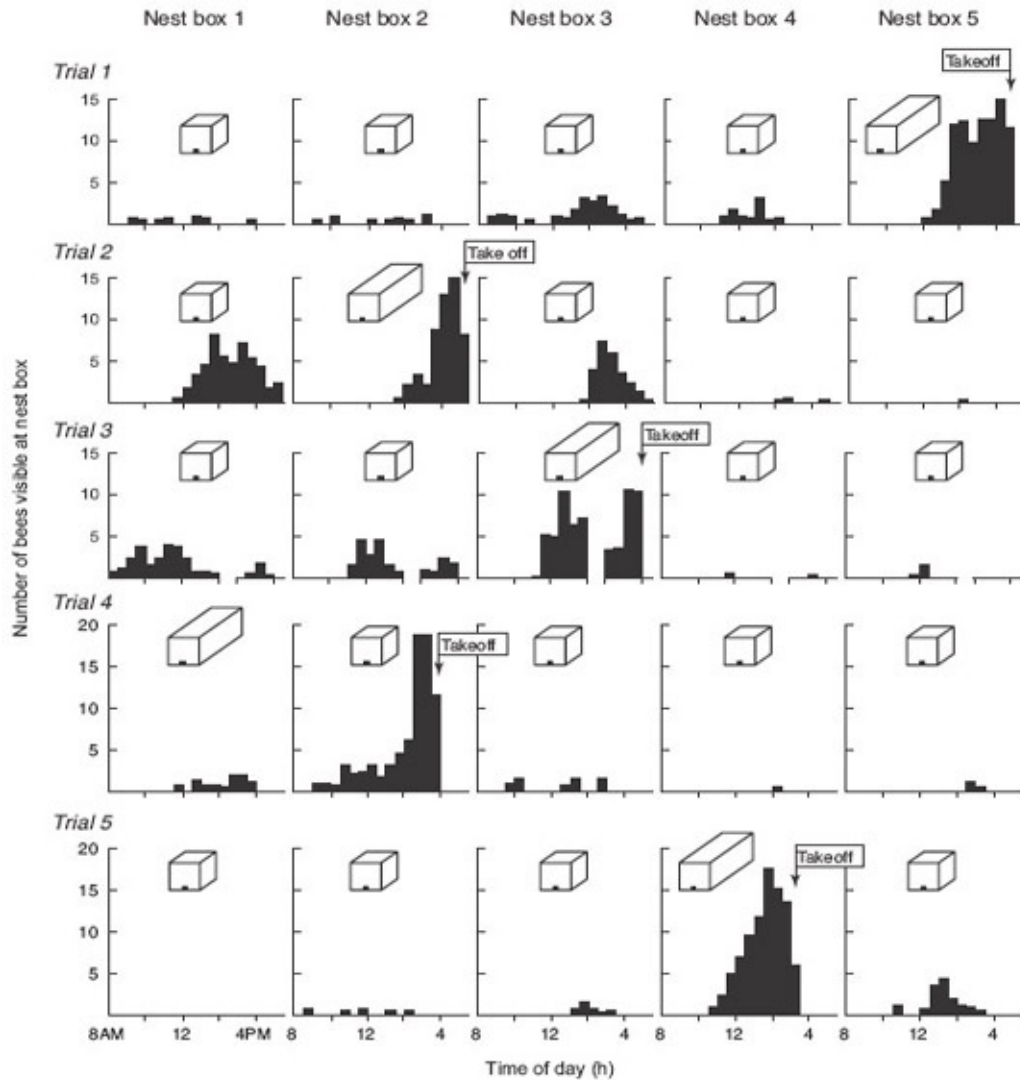 Nest box 1 Nest box 2 Nest box 3 Nest box 4 Nest box 5
Trial 1
Takeoff
15
10
5
Trial 2
Take off
15
10
5
Number of bees visible at nest box
Trial 3
Takeoff
15
10
5
Trial 4
20
Takeoff
15
10
5
Trial 5
20
Takeoff
15
10
5
8AM 12 4PM 8 12 4 8 12 4 8 12 4 8 12 4
Time of day (h)